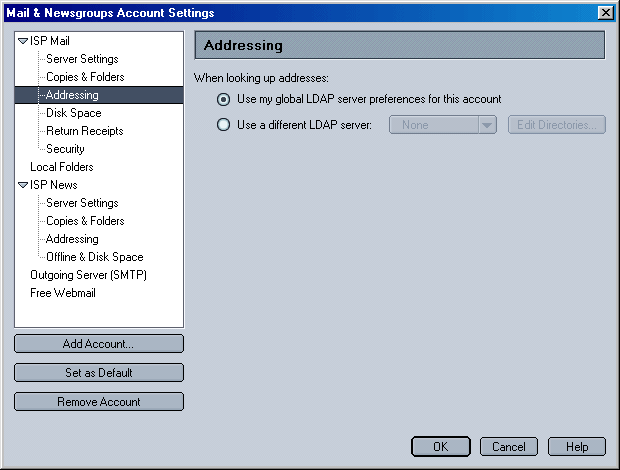 Mail & Newsgroups Account Settings
ISP Mail
Server Settings
Copies & Folders
Addressing
Disk Space
Return Receipts
Security
Local Folders
ISP News
Server Settings
Copies & Folders
Addressing
Offline & Disk Space
Outgoing Server (SMTP)
Free Webmail
Add Account...
Set as Default
Remove Account
Addressing
When looking up addresses:
Use my global LDAP server preferences for this account
Use a different LDAP server: None Edit Directories...
OK Cancel Help